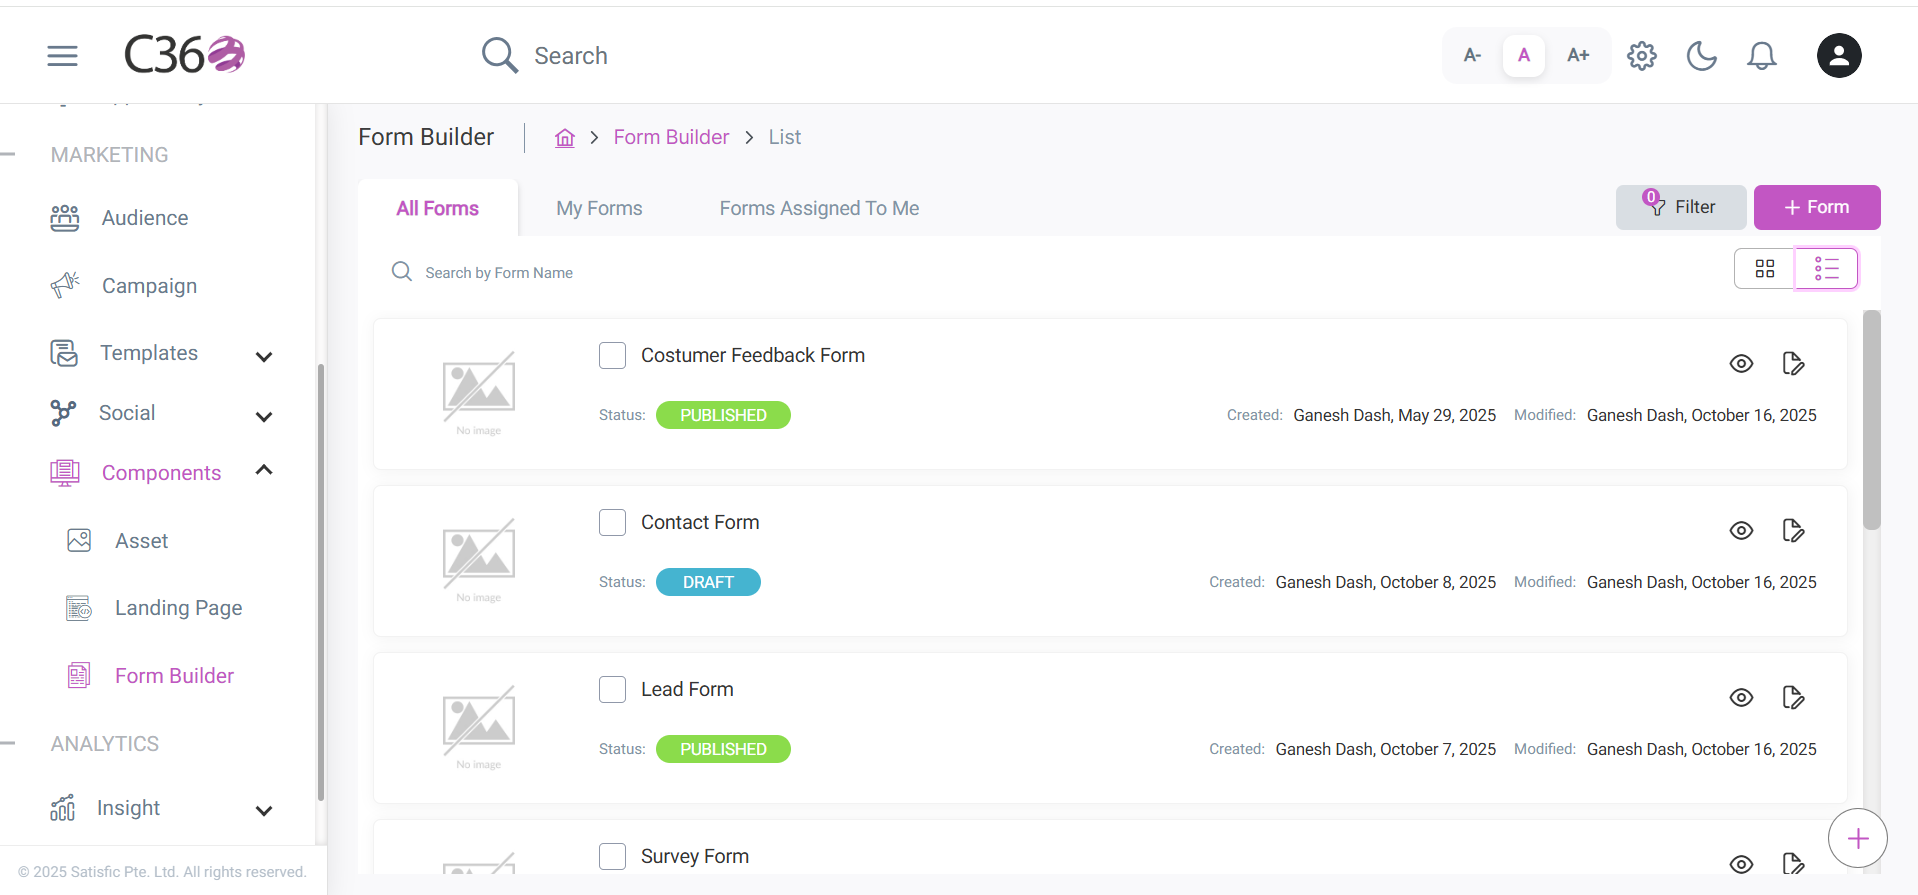 C360
Search
A-
A
A+
MARKETING
Audience
Campaign
Templates
Social
Components
Asset
Landing Page
Form Builder
ANALYTICS
Insight
© 2025 Satisfic Pte. Ltd. All rights reserved.
Form Builder
Form Builder
List
All Forms
My Forms
Forms Assigned To Me
0
Filter
+ Form
Search by Form Name
No image
Costumer Feedback Form
Status: PUBLISHED
Created: Ganesh Dash, May 29, 2025 Modified: Ganesh Dash, October 16, 2025
No image
Contact Form
Status: DRAFT
Created: Ganesh Dash, October 8, 2025 Modified: Ganesh Dash, October 16, 2025
No image
Lead Form
Status: PUBLISHED
Created: Ganesh Dash, October 7, 2025 Modified: Ganesh Dash, October 16, 2025
Survey Form